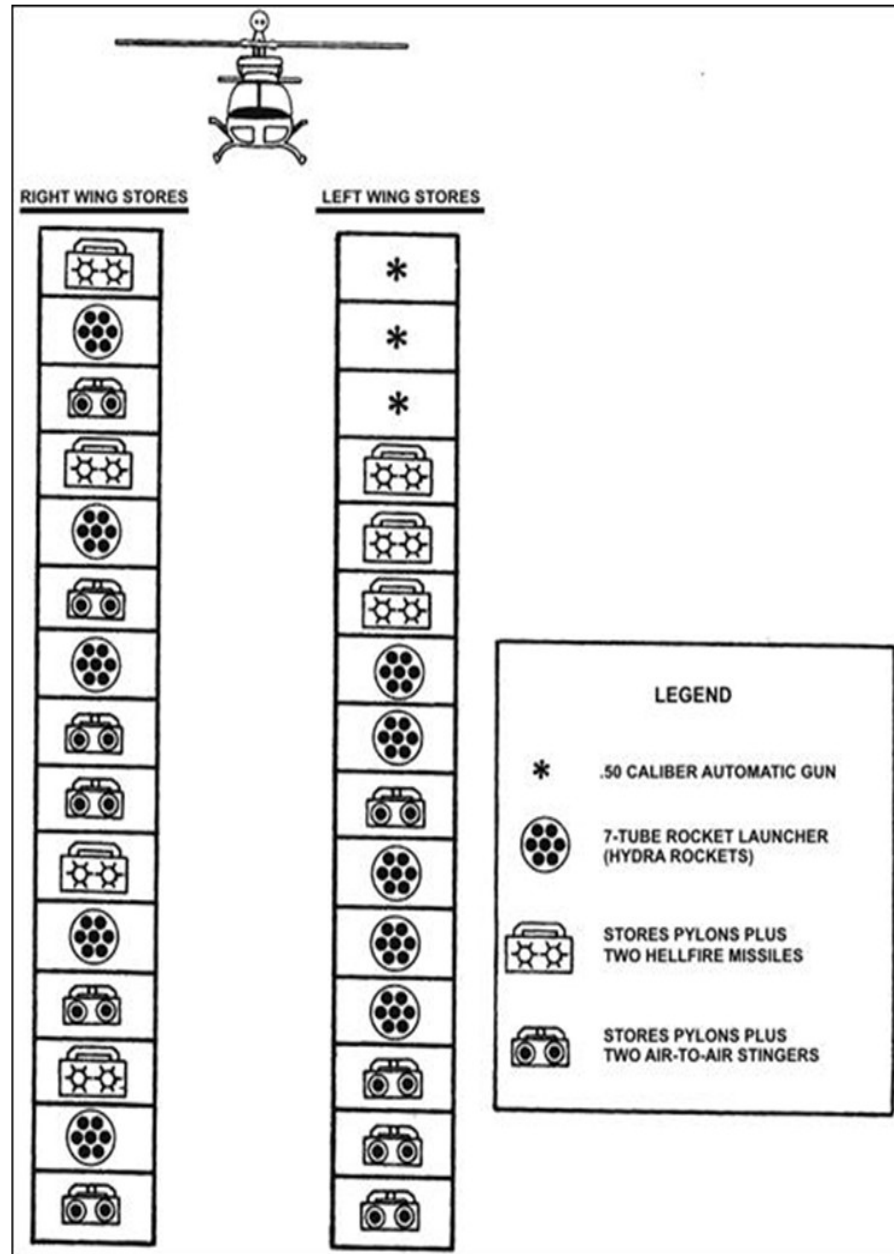 RIGHT WING STORES
LEFT WING STORES
*
*
*
LEGEND
* .50 CALIBER AUTOMATIC GUN
7-TUBE ROCKET LAUNCHER
(HYDRA ROCKETS)
STORES PYLONS PLUS
TWO HELLFIRE MISSILES
STORES PYLONS PLUS
TWO AIR-TO-AIR STINGERS